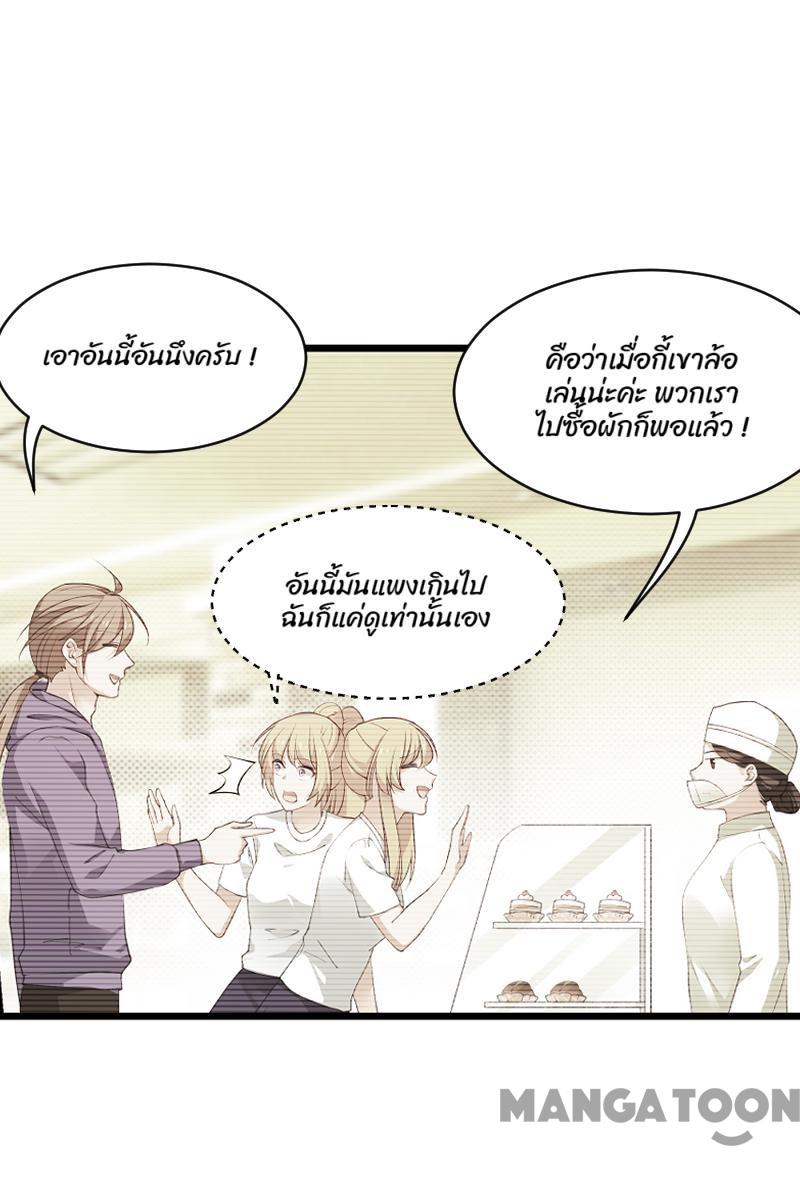 เอาอันนี้อันนึงครับ !
คือว่าเมื่อกี้เขาล้อ
เล่นน่ะค่ะ พวกเรา
ไปซื้อผักก็พอแล้ว !
อันนี้มันแพงเกินไป
ฉันก็แค่ดูเท่านั้นเอง
MANGATOON